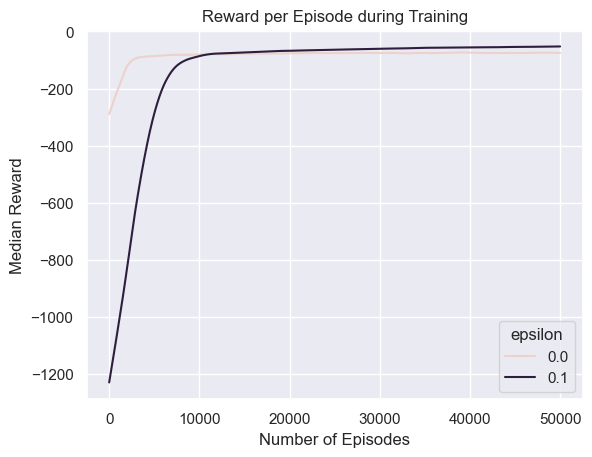 Reward per Episode during Training
Median Reward
0
−200
−400
−600
−800
−1000
−1200
0 10000 20000 30000 40000 50000
Number of Episodes
epsilon
0.0
0.1